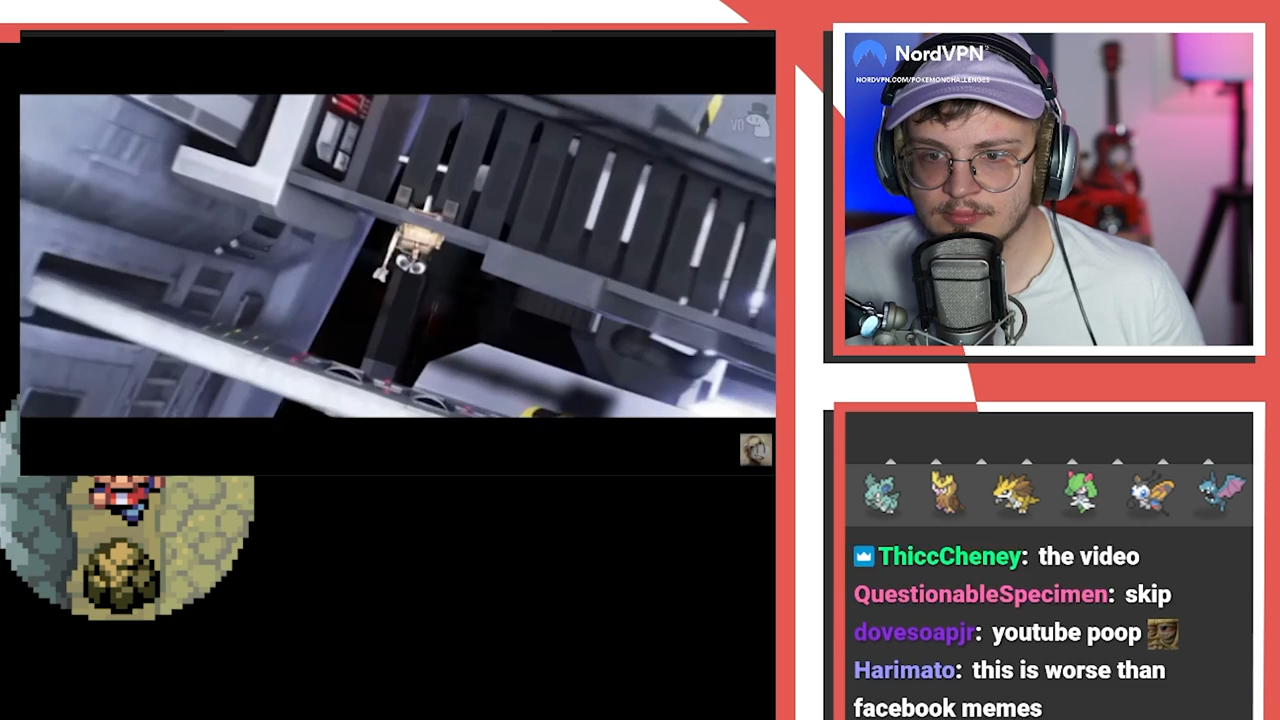 VO
NordVPN
NORDVPN.COM/POKEMONCHALLENGES
ThiccCheney: the video
QuestionableSpecimen: skip
dovesoapjr: youtube poop
Harimato: this is worse than
facebook memes